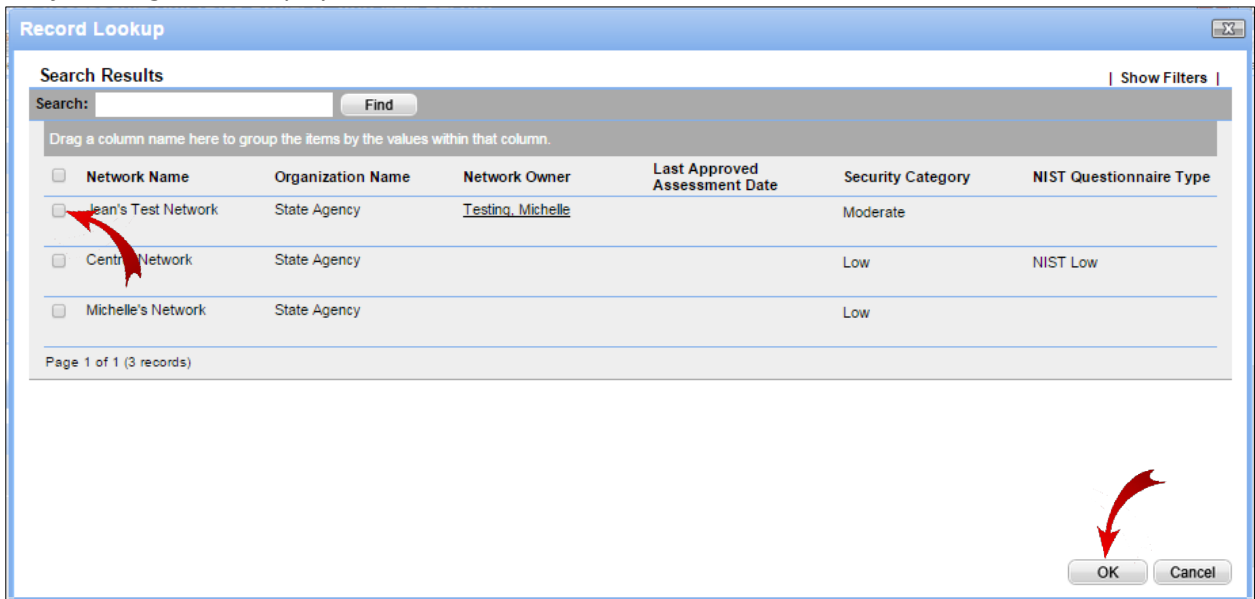 Record Lookup
Search Results | Show Filters |
Search: Find
Drag a column name here to group the items by the values within that column.
Network Name Organization Name Network Owner Last Approved Assessment Date Security Category NIST Questionnaire Type
Jean's Test Network State Agency Testing, Michelle Moderate
Network State Agency Low NIST Low
Michelle's Network State Agency Low
Page 1 of 1 (3 records)
OK Cancel